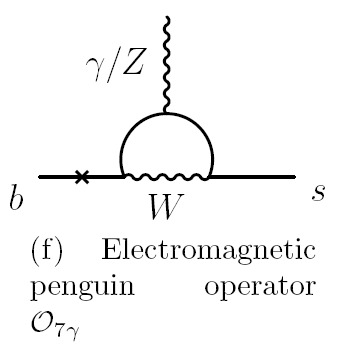 γ/Z
b
s
W
(f) Electromagnetic
penguin operator
𝒪₇γ